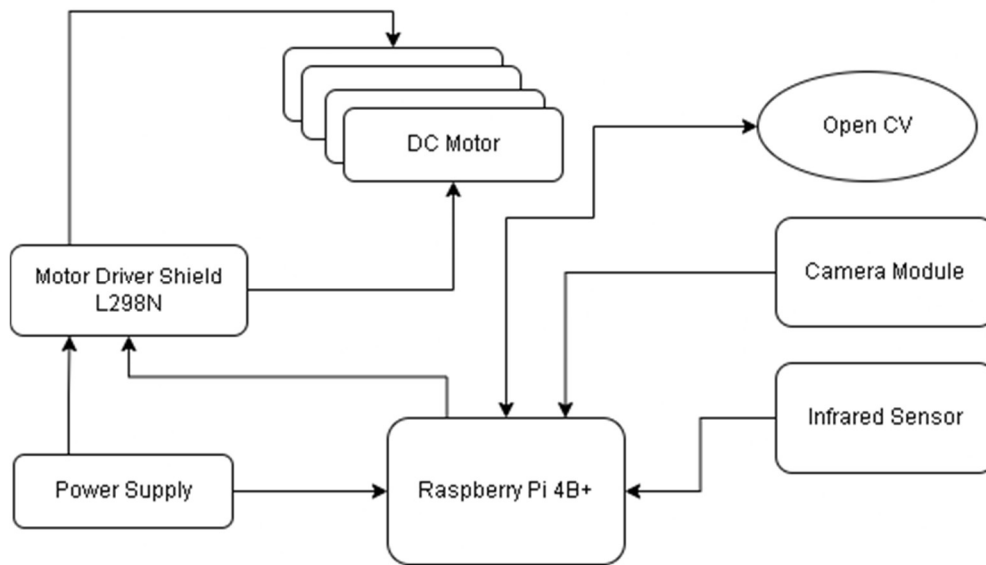 DC Motor
Open CV
Motor Driver Shield
L298N
Camera Module
Infrared Sensor
Power Supply
Raspberry Pi 4B+